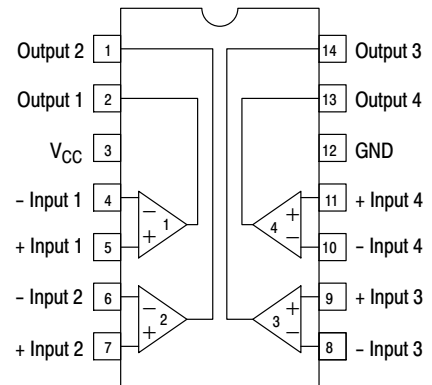 Output 2 1 14 Output 3
Output 1 2 13 Output 4
VCC 3 12 GND
– Input 1 4 – 11 + Input 4
1 + 4 +
+ Input 1 5 + – 10 – Input 4
– Input 2 6 – 9 + Input 3
2 + 3
+ Input 2 7 + – 8 – Input 3